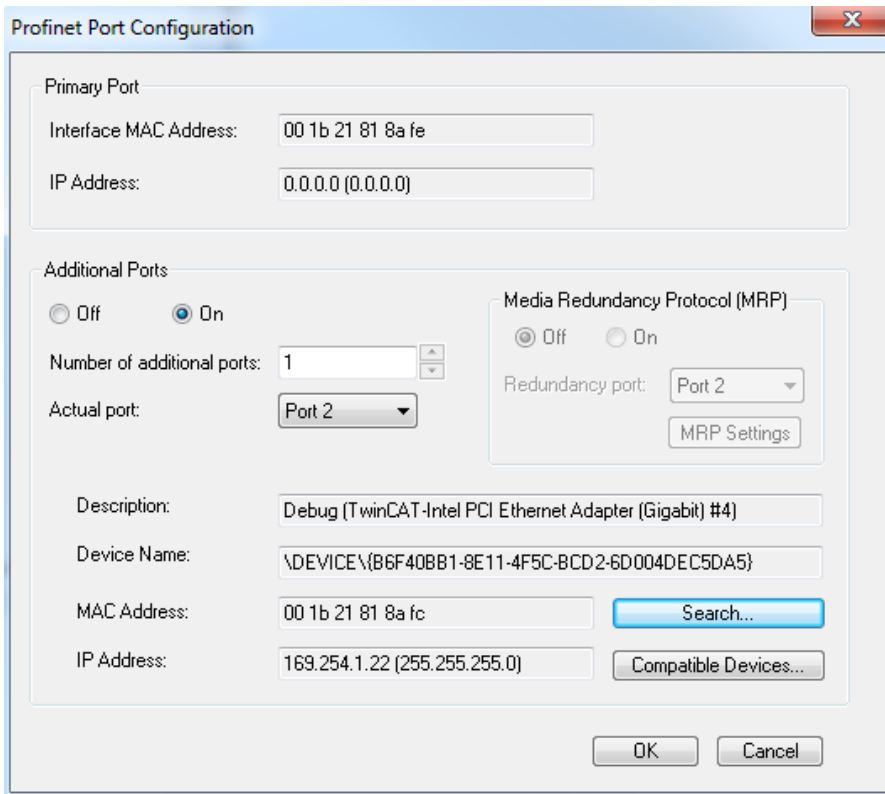 Profinet Port Configuration
Primary Port
Interface MAC Address: 00 1b 21 81 8a fe
IP Address: 0.0.0.0 (0.0.0.0)
Additional Ports
Off On
Media Redundancy Protocol (MRP)
Off On
Number of additional ports: 1
Redundancy port: Port 2
Actual port: Port 2
MRP Settings
Description: Debug (TwinCAT-Intel PCI Ethernet Adapter (Gigabit) #4)
Device Name: \DEVICE\{B6F40BB1-8E11-4F5C-BCD2-6D004DEC5DA5}
MAC Address: 00 1b 21 81 8a fc Search...
IP Address: 169.254.1.22 (255.255.255.0) Compatible Devices...
OK Cancel